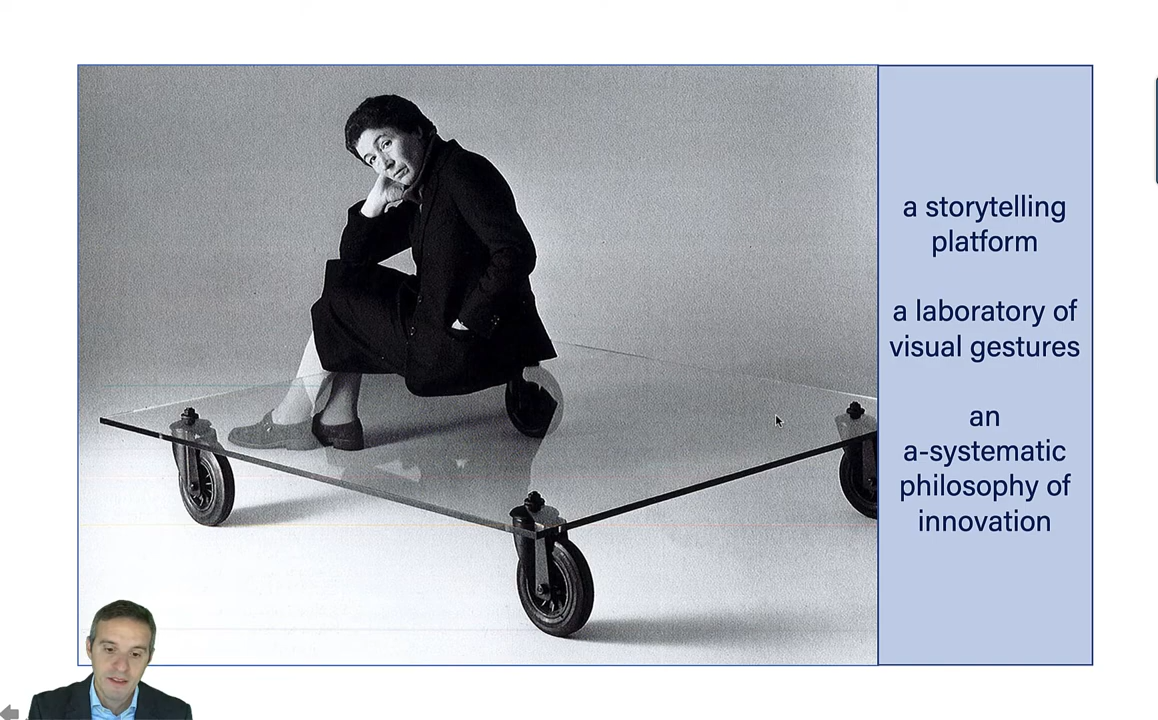 a storytelling
platform
a laboratory of
visual gestures
an
a-systematic
philosophy of
innovation